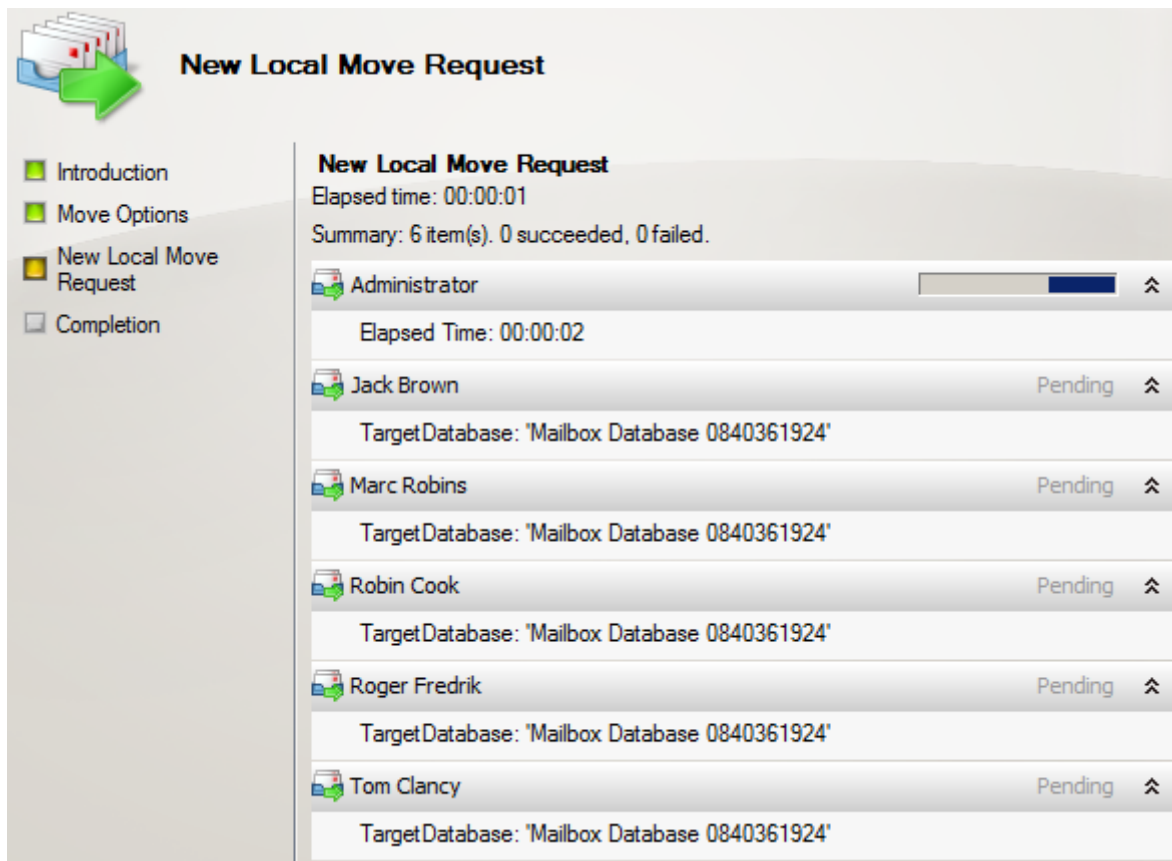 New Local Move Request
Introduction
Move Options
New Local Move
Request
Completion
New Local Move Request
Elapsed time: 00:00:01
Summary: 6 item(s). 0 succeeded, 0 failed.
Administrator
Elapsed Time: 00:00:02
Jack Brown Pending
TargetDatabase: 'Mailbox Database 0840361924'
Marc Robins Pending
TargetDatabase: 'Mailbox Database 0840361924'
Robin Cook Pending
TargetDatabase: 'Mailbox Database 0840361924'
Roger Fredrik Pending
TargetDatabase: 'Mailbox Database 0840361924'
Tom Clancy Pending
TargetDatabase: 'Mailbox Database 0840361924'